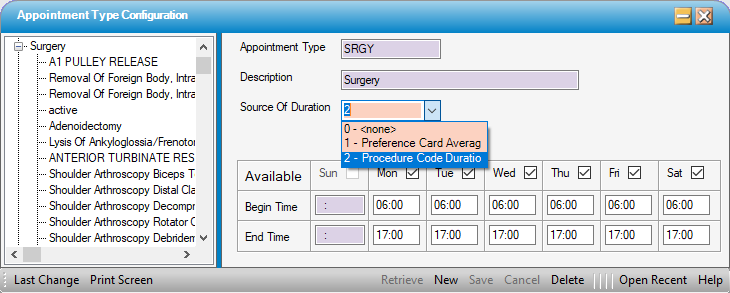 Appointment Type Configuration
Surgery
A1 PULLEY RELEASE
Removal Of Foreign Body, Intra
Removal Of Foreign Body, Intra
active
Adenoidectomy
Lysis Of Ankyloglossia/Frenoton
ANTERIOR TURBINATE RES
Shoulder Arthroscopy Biceps T
Shoulder Arthroscopy Distal Cla
Shoulder Arthroscopy Decompr
Shoulder Arthroscopy Rotator C
Shoulder Arthroscopy Debridem
Appointment Type SRGY
Description Surgery
Source Of Duration 2
0 - <none>
1 - Preference Card Averag
2 - Procedure Code Duratio
Available Sun Mon Tue Wed Thu Fri Sat
Begin Time : 06:00 06:00 06:00 06:00 06:00 06:00
End Time : 17:00 17:00 17:00 17:00 17:00 17:00
Last Change Print Screen Retrieve New Save Cancel Delete Open Recent Help